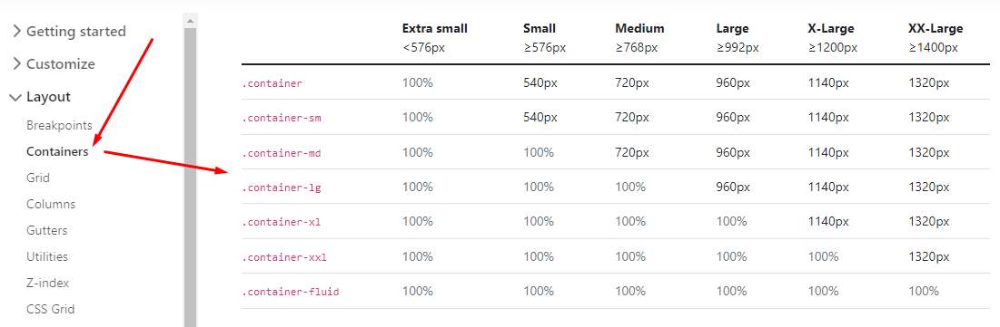 Getting started
Customize
Layout
Breakpoints
Containers
Grid
Columns
Gutters
Utilities
Z-index
CSS Grid
Extra small Small Medium Large X-Large XX-Large
<576px ≥576px ≥768px ≥992px ≥1200px ≥1400px
.container 100% 540px 720px 960px 1140px 1320px
.container-sm 100% 540px 720px 960px 1140px 1320px
.container-md 100% 100% 720px 960px 1140px 1320px
.container-lg 100% 100% 100% 960px 1140px 1320px
.container-xl 100% 100% 100% 100% 1140px 1320px
.container-xxl 100% 100% 100% 100% 100% 1320px
.container-fluid 100% 100% 100% 100% 100% 100%